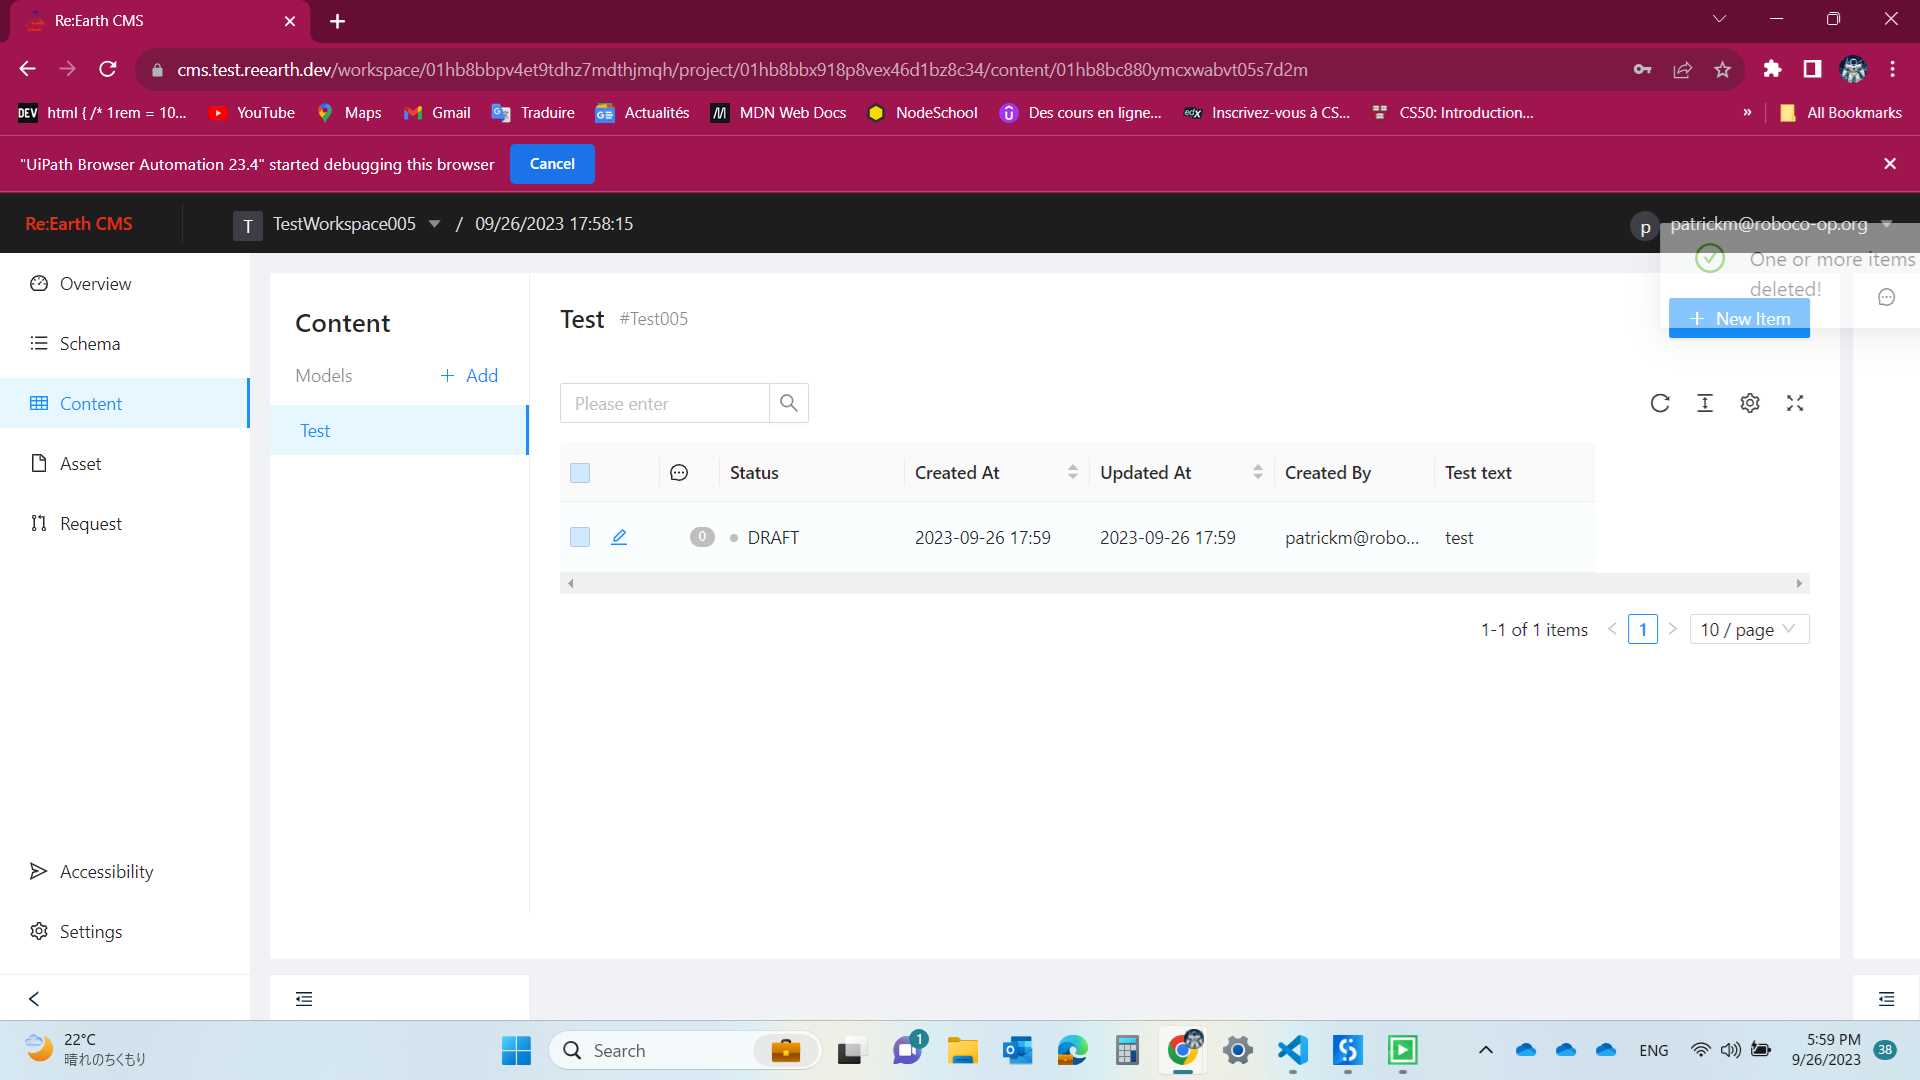 Re:Earth CMS
cms.test.reearth.dev/workspace/01hb8bbpv4et9tdhz7mdthjmqh/project/01hb8bbx918p8vex46d1bz8c34/content/01hb8bc880ymcxwabvt05s7d2m
DEV html { /* 1rem = 10... YouTube Maps Gmail Traduire Actualités MDN Web Docs NodeSchool Des cours en ligne... edX Inscrivez-vous à CS... CS50: Introduction... » All Bookmarks
"UiPath Browser Automation 23.4" started debugging this browser Cancel
Re:Earth CMS T TestWorkspace005 / 09/26/2023 17:58:15 p patrickm@roboco-op.org
One or more items
deleted!
Overview
Schema
Content
Asset
Request
Accessibility
Settings
Content
Models + Add
Test
Test #Test005
+ New Item
Please enter
Status Created At Updated At Created By Test text
0 DRAFT 2023-09-26 17:59 2023-09-26 17:59 patrickm@robo... test
1-1 of 1 items < 1 > 10 / page
22°C
晴れのちくもり
Search
1
ENG
5:59 PM
9/26/2023
38